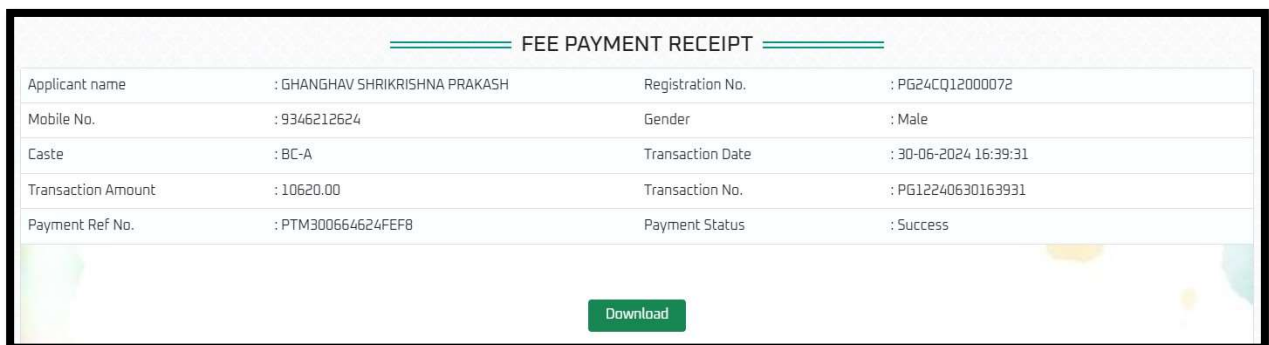 FEE PAYMENT RECEIPT
Applicant name : GHANGHAV SHRIKRISHNA PRAKASH Registration No. : PG24CQ12000072
Mobile No. : 9346212624 Gender : Male
Caste : BC-A Transaction Date : 30-06-2024 16:39:31
Transaction Amount : 10620.00 Transaction No. : PG12240630163931
Payment Ref No. : PTM300664624FEF8 Payment Status : Success
Download